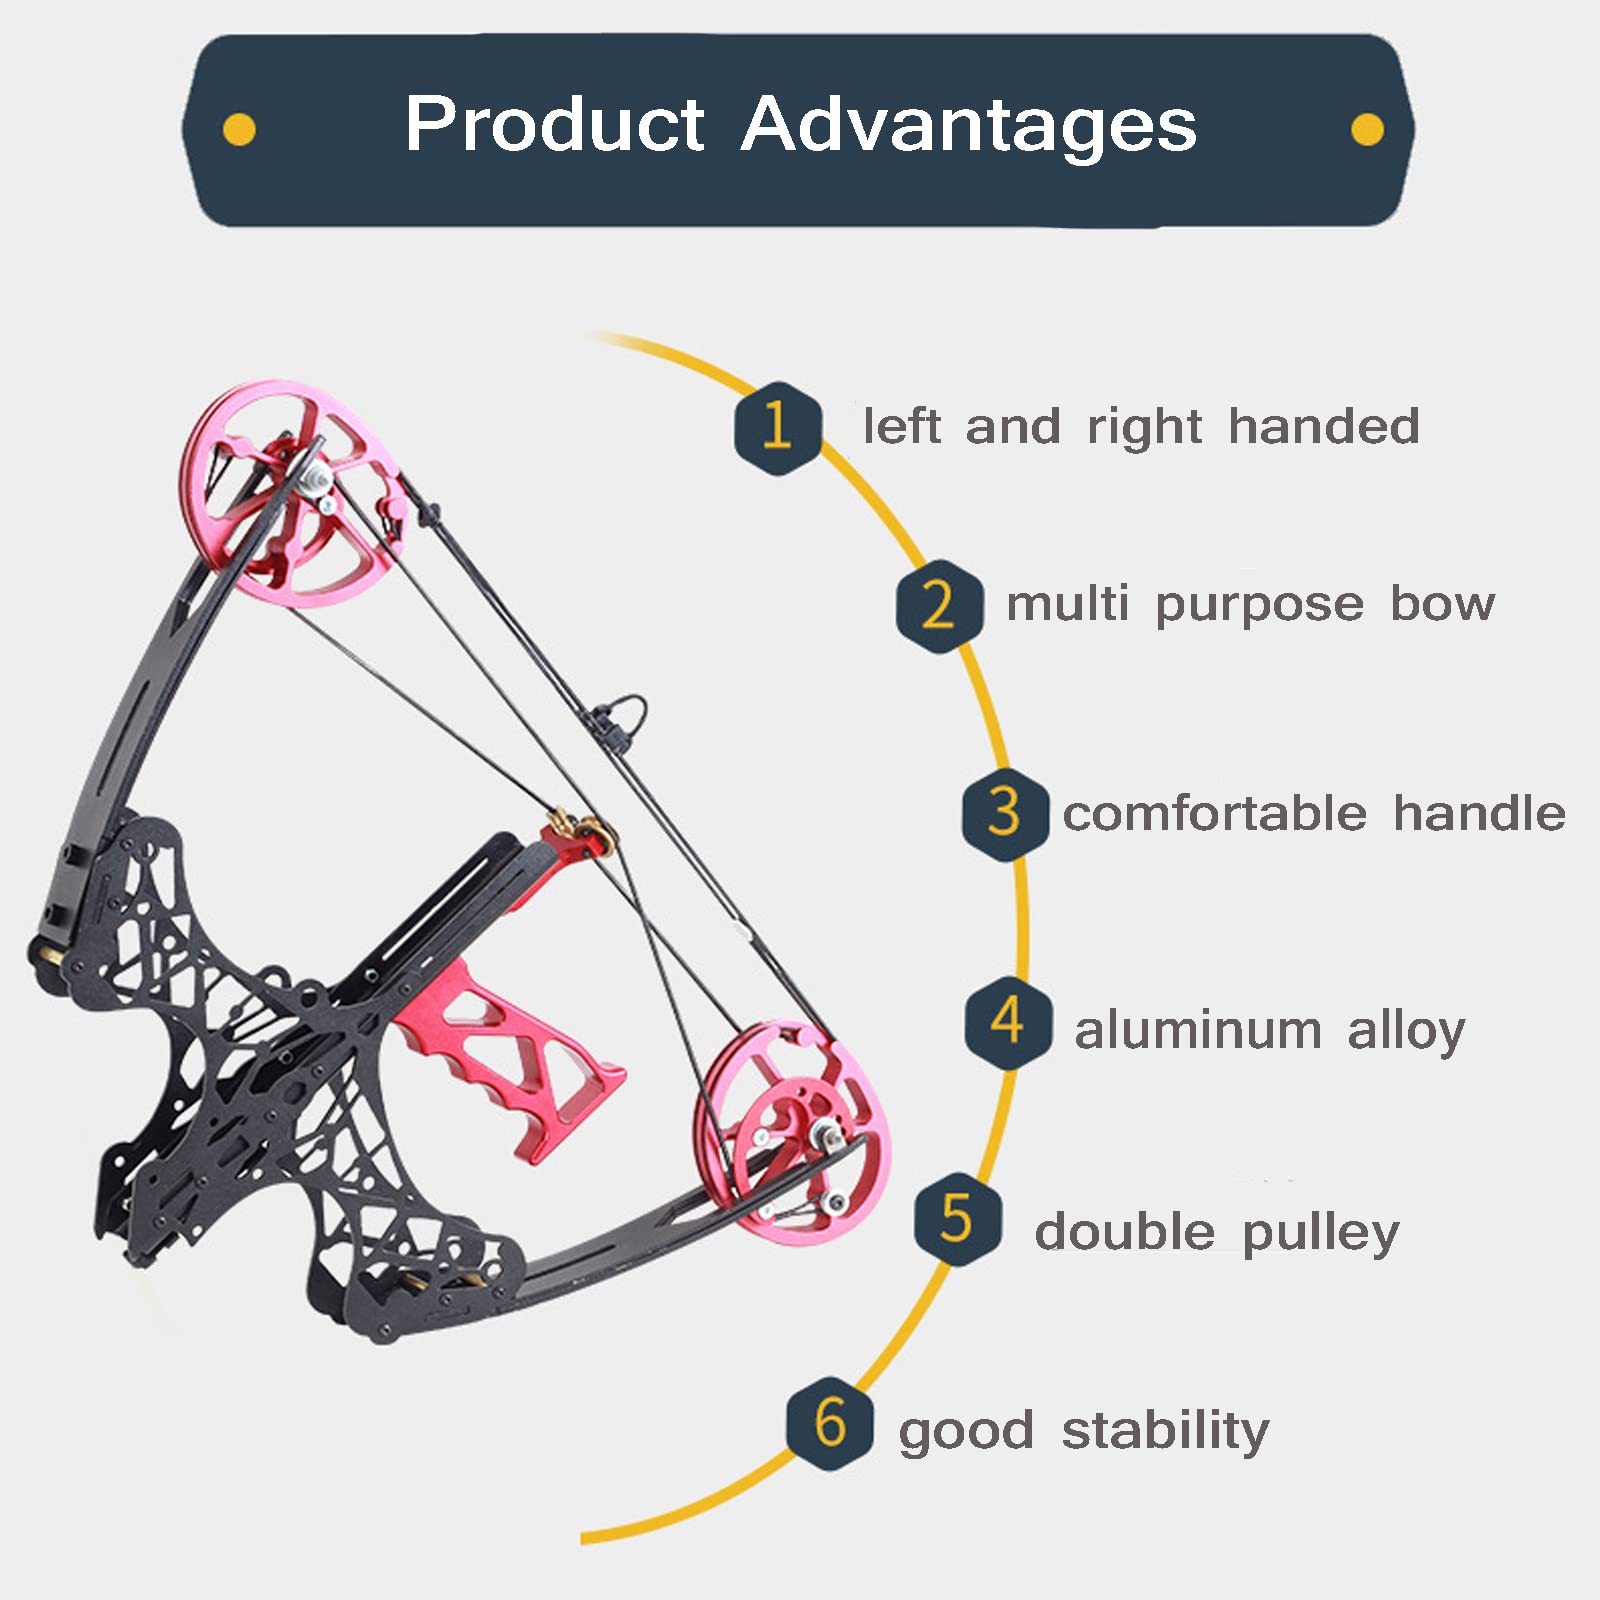 Product Advantages
1 left and right handed
2 multi purpose bow
3 comfortable handle
4 aluminum alloy
5 double pulley
6 good stability